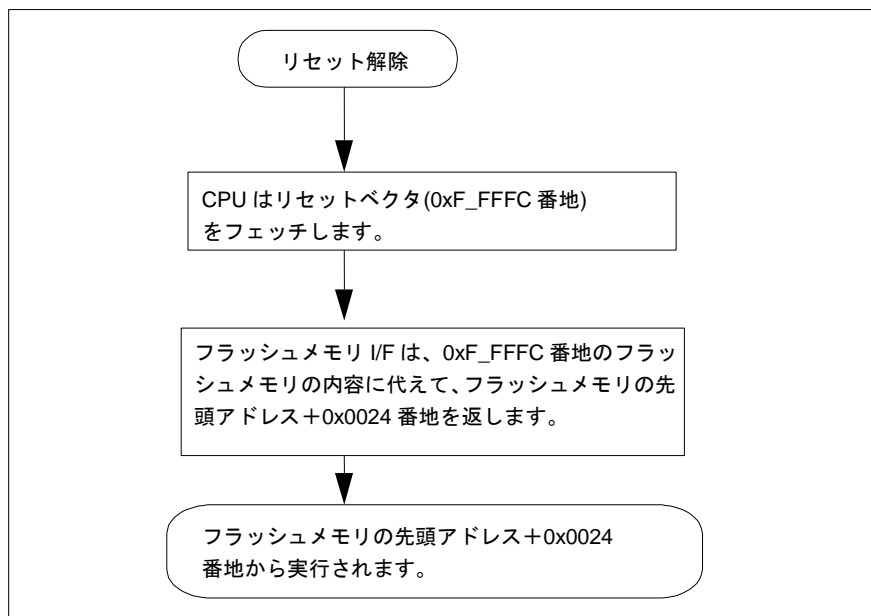 リセット解除
CPU はリセットベクタ(0xF_FFFC 番地)
をフェッチします。
フラッシュメモリ I/F は、0xF_FFFC 番地のフラッ
シュメモリの内容に代えて、フラッシュメモリの先
頭アドレス＋0x0024 番地を返します。
フラッシュメモリの先頭アドレス＋0x0024
番地から実行されます。